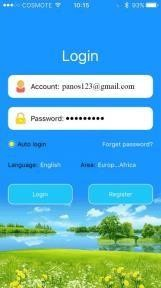 COSMOTE 10:15 93%
Login
Account: panos123@gmail.com
Password: ●●●●●●●●●
Auto login Forget password?
Language: English Area: Europ...Africa
Login Register